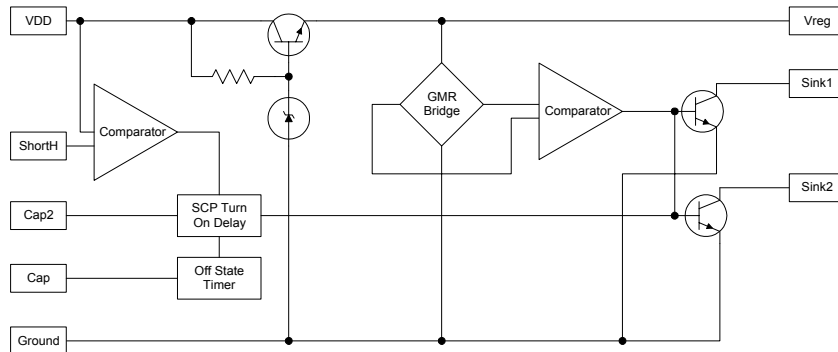 VDD
Vreg
GMR
Bridge
Comparator
Sink1
Comparator
ShortH
Sink2
Cap2
SCP Turn
On Delay
Cap
Off State
Timer
Ground